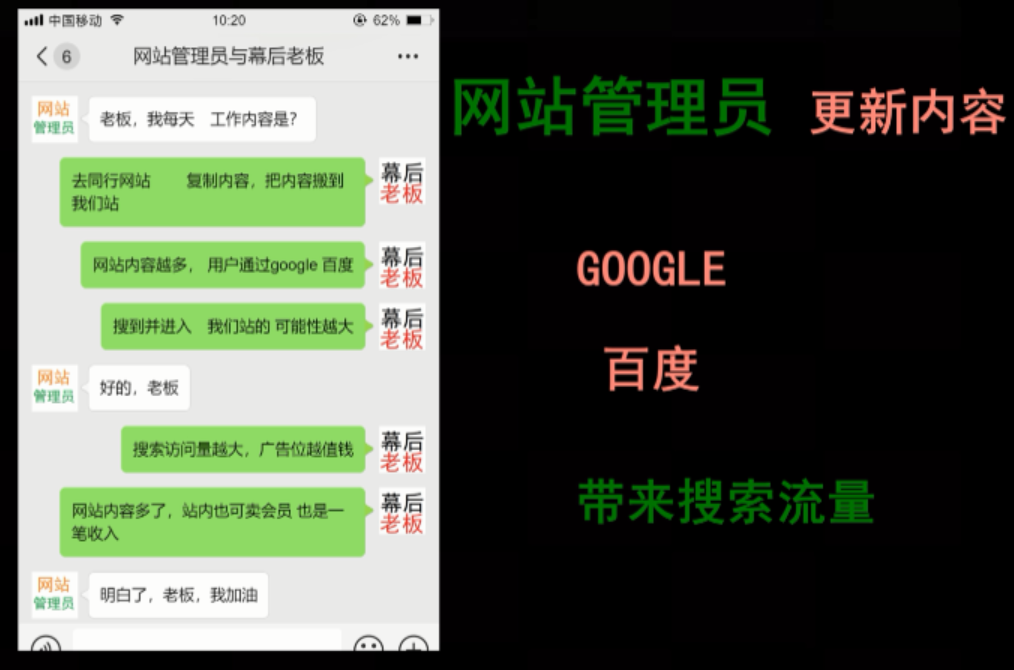 中国移动 10:20 62%
6 网站管理员与幕后老板
网站
管理员
老板，我每天 工作内容是？
去同行网站 复制内容，把内容搬到
我们站
幕后
老板
网站内容越多， 用户通过google 百度
幕后
老板
搜到并进入 我们站的 可能性越大
幕后
老板
网站
管理员
好的，老板
搜索访问量越大，广告位越值钱
幕后
老板
网站内容多了，站内也可卖会员 也是一
笔收入
幕后
老板
网站
管理员
明白了，老板，我加油
网站管理员 更新内容
GOOGLE
百度
带来搜索流量